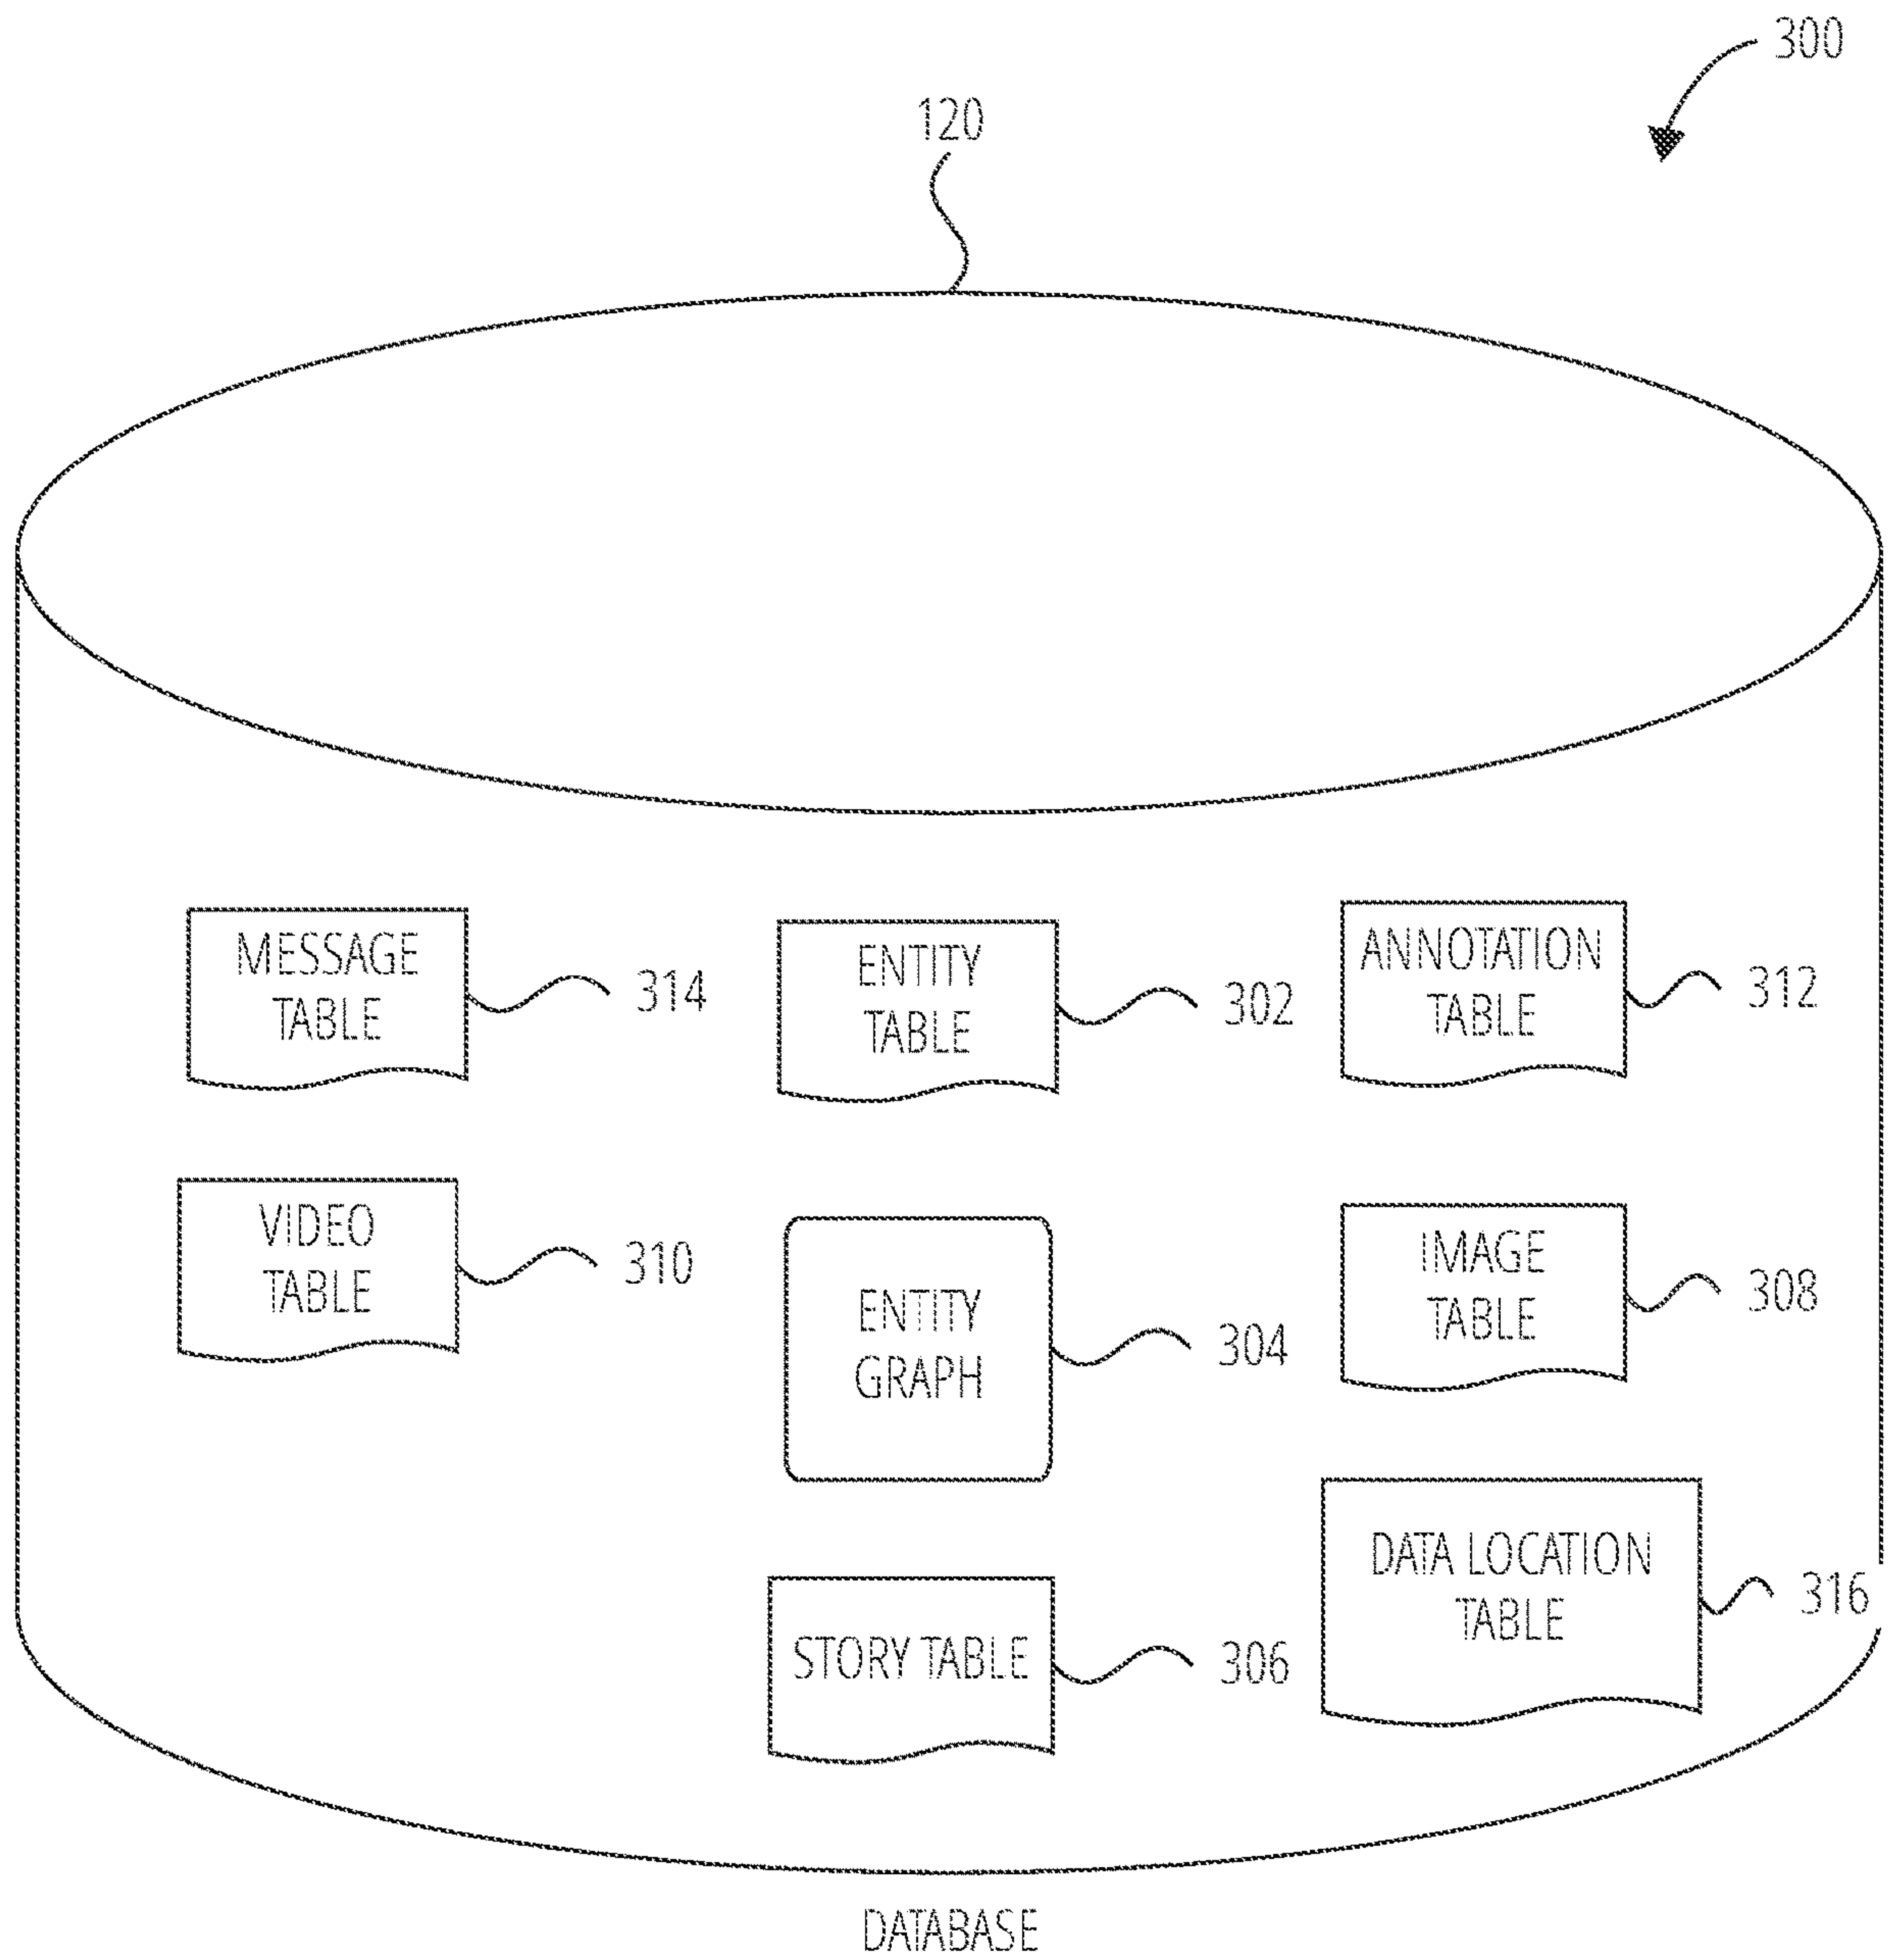 300
120
MESSAGE
TABLE
314
ENTITY
TABLE
302
ANNOTATION
TABLE
312
VIDEO
TABLE
310
ENTITY
GRAPH
304
IMAGE
TABLE
308
STORY TABLE
306
DATA LOCATION
TABLE
316
DATABASE